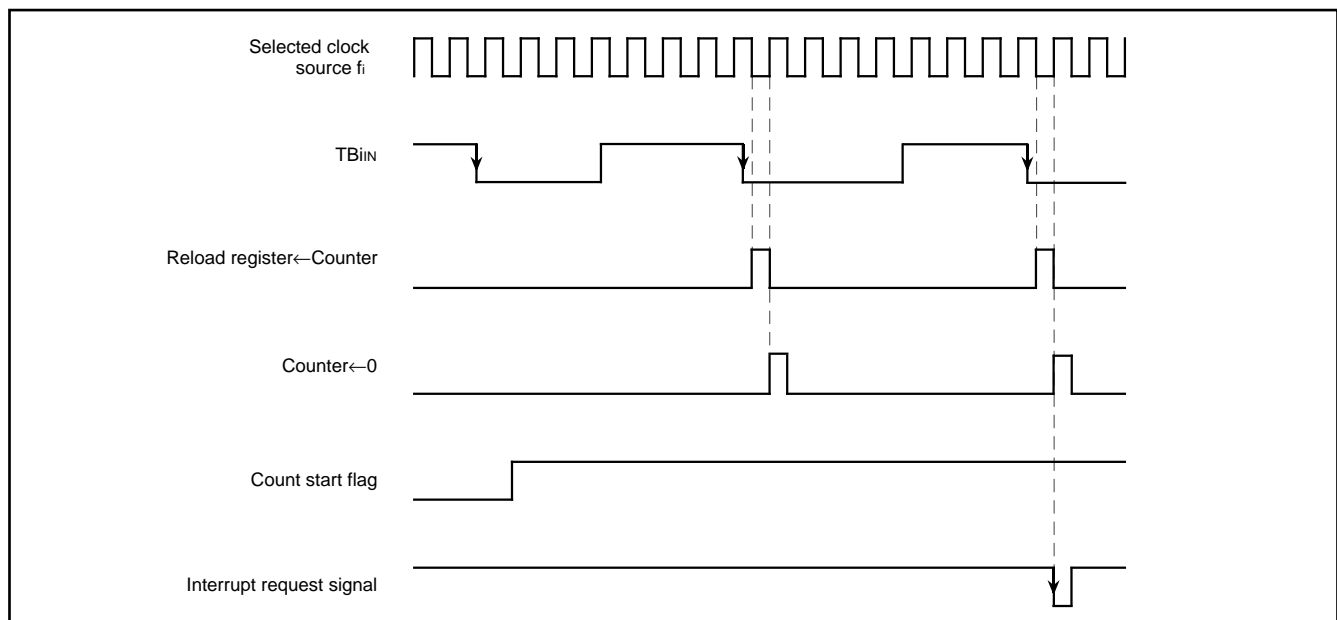 Selected clock
source fi
TBiIN
Reload register←Counter
Counter←0
Count start flag
Interrupt request signal